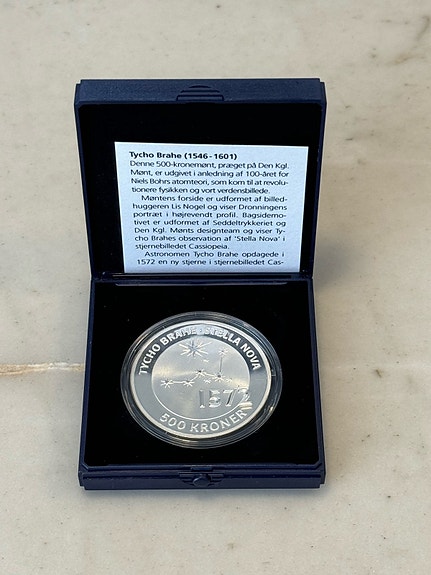 Tycho Brahe (1546-1601)
Denne 500-kronemønt, præget på Den Kgl.
Mønt, er udgivet i anledning af 100-året for
Niels Bohrs atomteori, som kom til at revolu-
tionere fysikken og vort verdensbillede.
Møntens forside er udformet af billed-
huggeren Lis Nogel og viser Dronningens
portræt i højrevendt profil. Bagsidemo-
tivet er udformet af Seddeltrykkeriet og
Den Kgl. Mønts designteam og viser Ty-
cho Brahes observation af 'Stella Nova' i
stjernebilledet Cassiopeia.
Astronomen Tycho Brahe opdagede i
1572 en ny stjerne i stjernebilledet Cas-
TYCHO BRAHE · STELLA NOVA
1572
500 KRONER